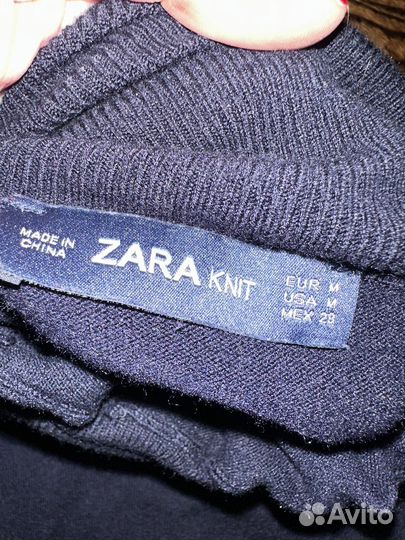 MADE IN
CHINA
ZARA KNIT
EUR M
USA M
MEX 28
Avito